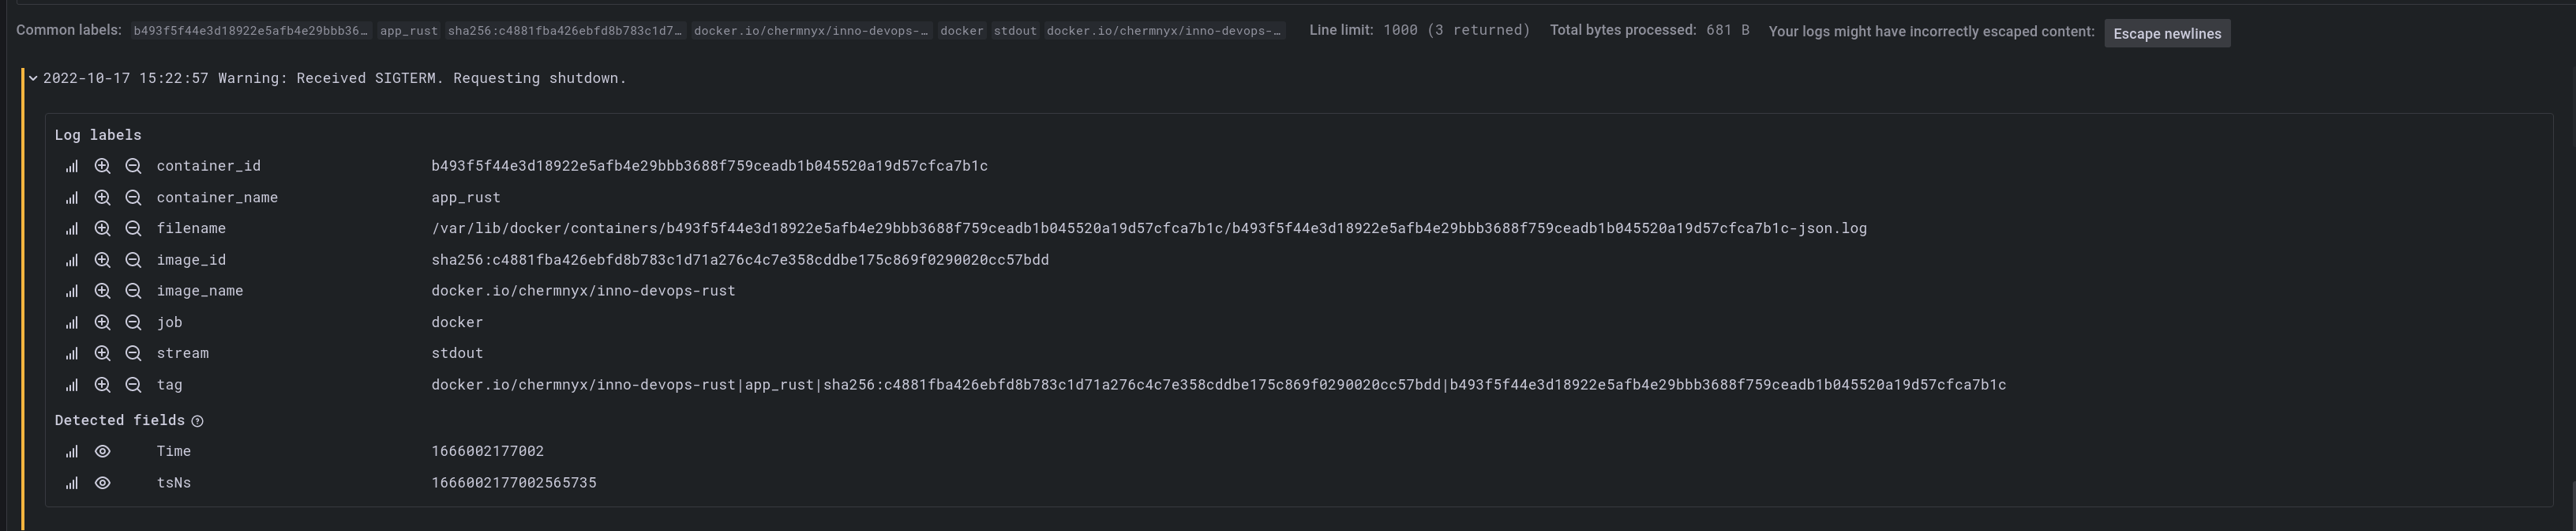 Common labels: b493f5f44e3d18922e5afb4e29bbb36… app_rust sha256:c4881fba426ebfd8b783c1d7… docker.io/chermnyx/inno-devops-… docker stdout docker.io/chermnyx/inno-devops-… Line limit: 1000 (3 returned) Total bytes processed: 681 B Your logs might have incorrectly escaped content: Escape newlines
2022-10-17 15:22:57 Warning: Received SIGTERM. Requesting shutdown.
Log labels
container_id b493f5f44e3d18922e5afb4e29bbb3688f759ceadb1b045520a19d57cfca7b1c
container_name app_rust
filename /var/lib/docker/containers/b493f5f44e3d18922e5afb4e29bbb3688f759ceadb1b045520a19d57cfca7b1c/b493f5f44e3d18922e5afb4e29bbb3688f759ceadb1b045520a19d57cfca7b1c-json.log
image_id sha256:c4881fba426ebfd8b783c1d71a276c4c7e358cddbe175c869f0290020cc57bdd
image_name docker.io/chermnyx/inno-devops-rust
job docker
stream stdout
tag docker.io/chermnyx/inno-devops-rust|app_rust|sha256:c4881fba426ebfd8b783c1d71a276c4c7e358cddbe175c869f0290020cc57bdd|b493f5f44e3d18922e5afb4e29bbb3688f759ceadb1b045520a19d57cfca7b1c
Detected fields
Time 1666002177002
tsNs 1666002177002565735